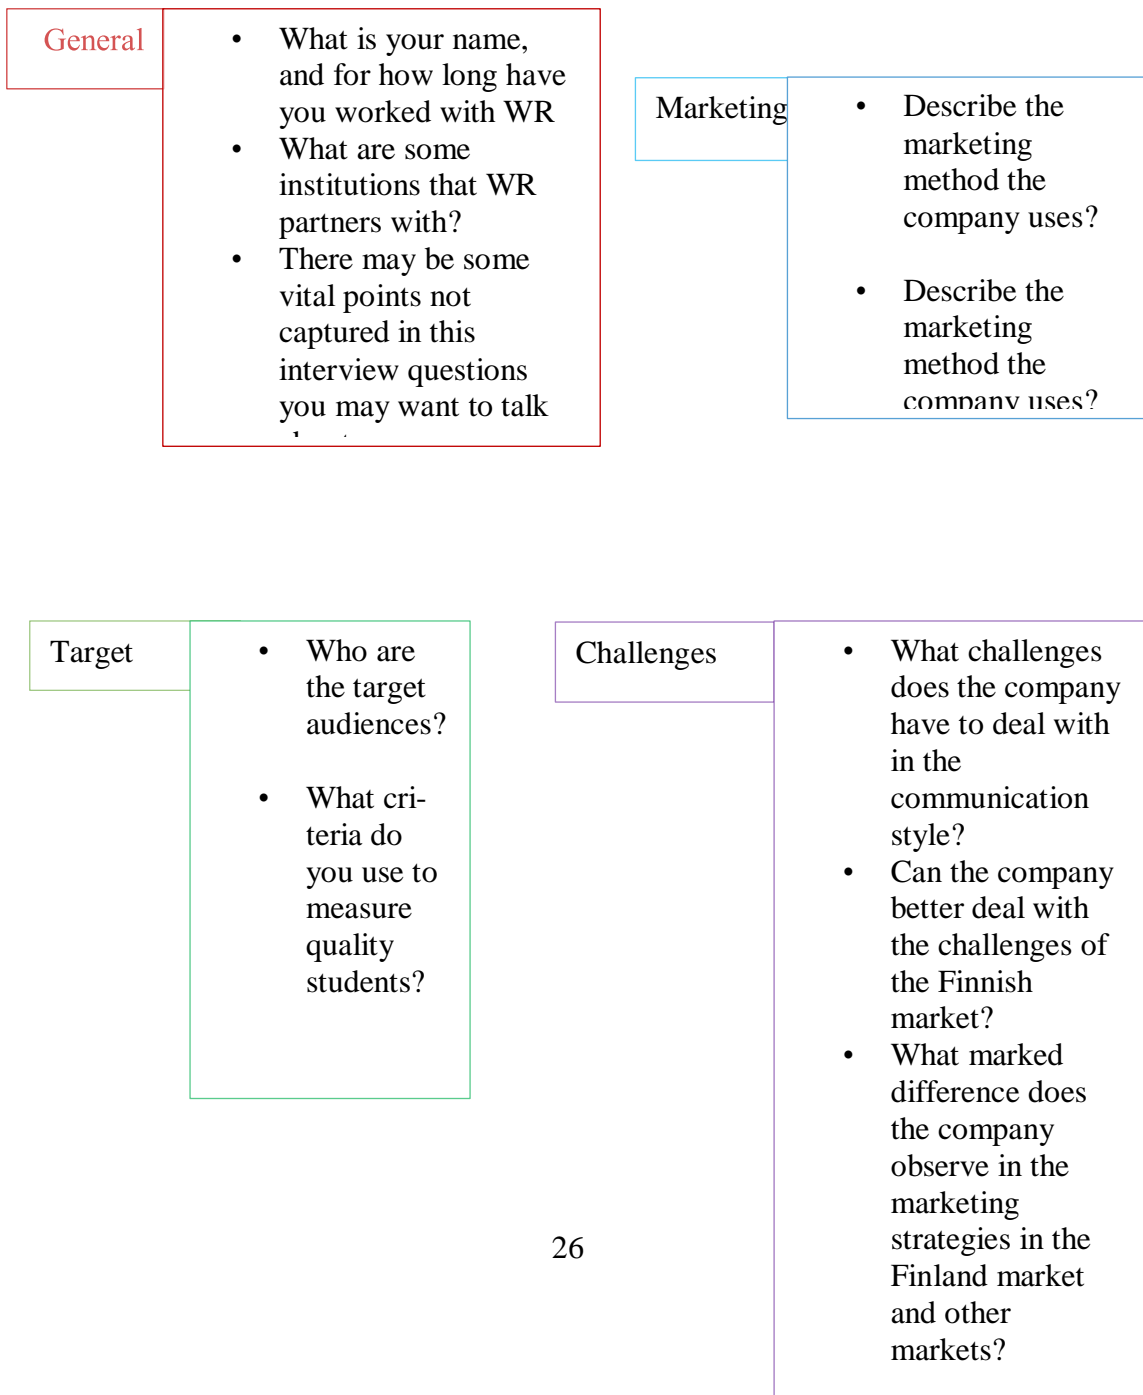 General
• What is your name,
and for how long have
you worked with WR
• What are some
institutions that WR
partners with?
• There may be some
vital points not
captured in this
interview questions
you may want to talk
Marketing
• Describe the
marketing
method the
company uses?
• Describe the
marketing
method the
company uses?
Target
• Who are
the target
audiences?
• What cri-
teria do
you use to
measure
quality
students?
Challenges
• What challenges
does the company
have to deal with
in the
communication
style?
• Can the company
better deal with
the challenges of
the Finnish
market?
• What marked
difference does
the company
observe in the
marketing
strategies in the
Finland market
and other
markets?
26